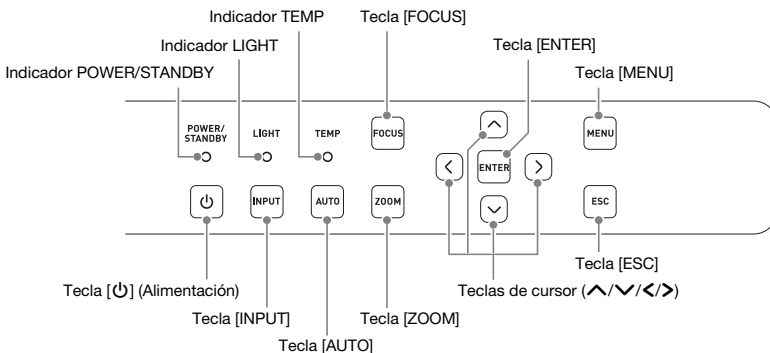 Indicador TEMP
Tecla [FOCUS]
Indicador LIGHT
Tecla [ENTER]
Indicador POWER/STANDBY
Tecla [MENU]
POWER/
STANDBY
LIGHT
TEMP
FOCUS
ENTER
MENU
INPUT
AUTO
ZOOM
ESC
Tecla [⏻] (Alimentación)
Teclas de cursor (∧/∨/</>)
Tecla [ESC]
Tecla [INPUT]
Tecla [ZOOM]
Tecla [AUTO]